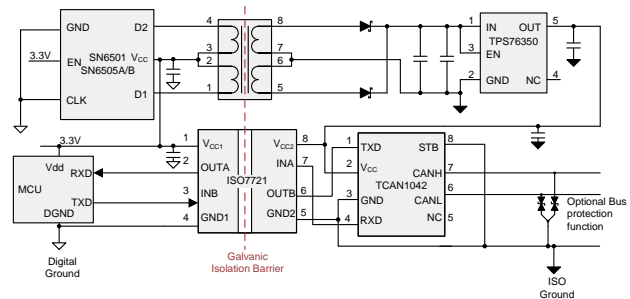 GND
D2
4
8
1
IN
OUT
5
3.3V
EN
SN6501
SN6505A/B
VCC
3
2
7
6
3
EN
TPS76350
CLK
D1
1
5
2
GND
NC
4
3.3V
Vdd
MCU
RXD
TXD
DGND
1
VCC1
2
OUTA
3
INB
4
GND1
ISO7721
VCC2
8
INA
7
OUTB
6
GND2
5
1
TXD
2
VCC
3
GND
4
RXD
TCAN1042
STB
8
CANH
7
CANL
6
NC
5
Optional Bus
protection
function
Digital
Ground
Galvanic
Isolation Barrier
ISO
Ground